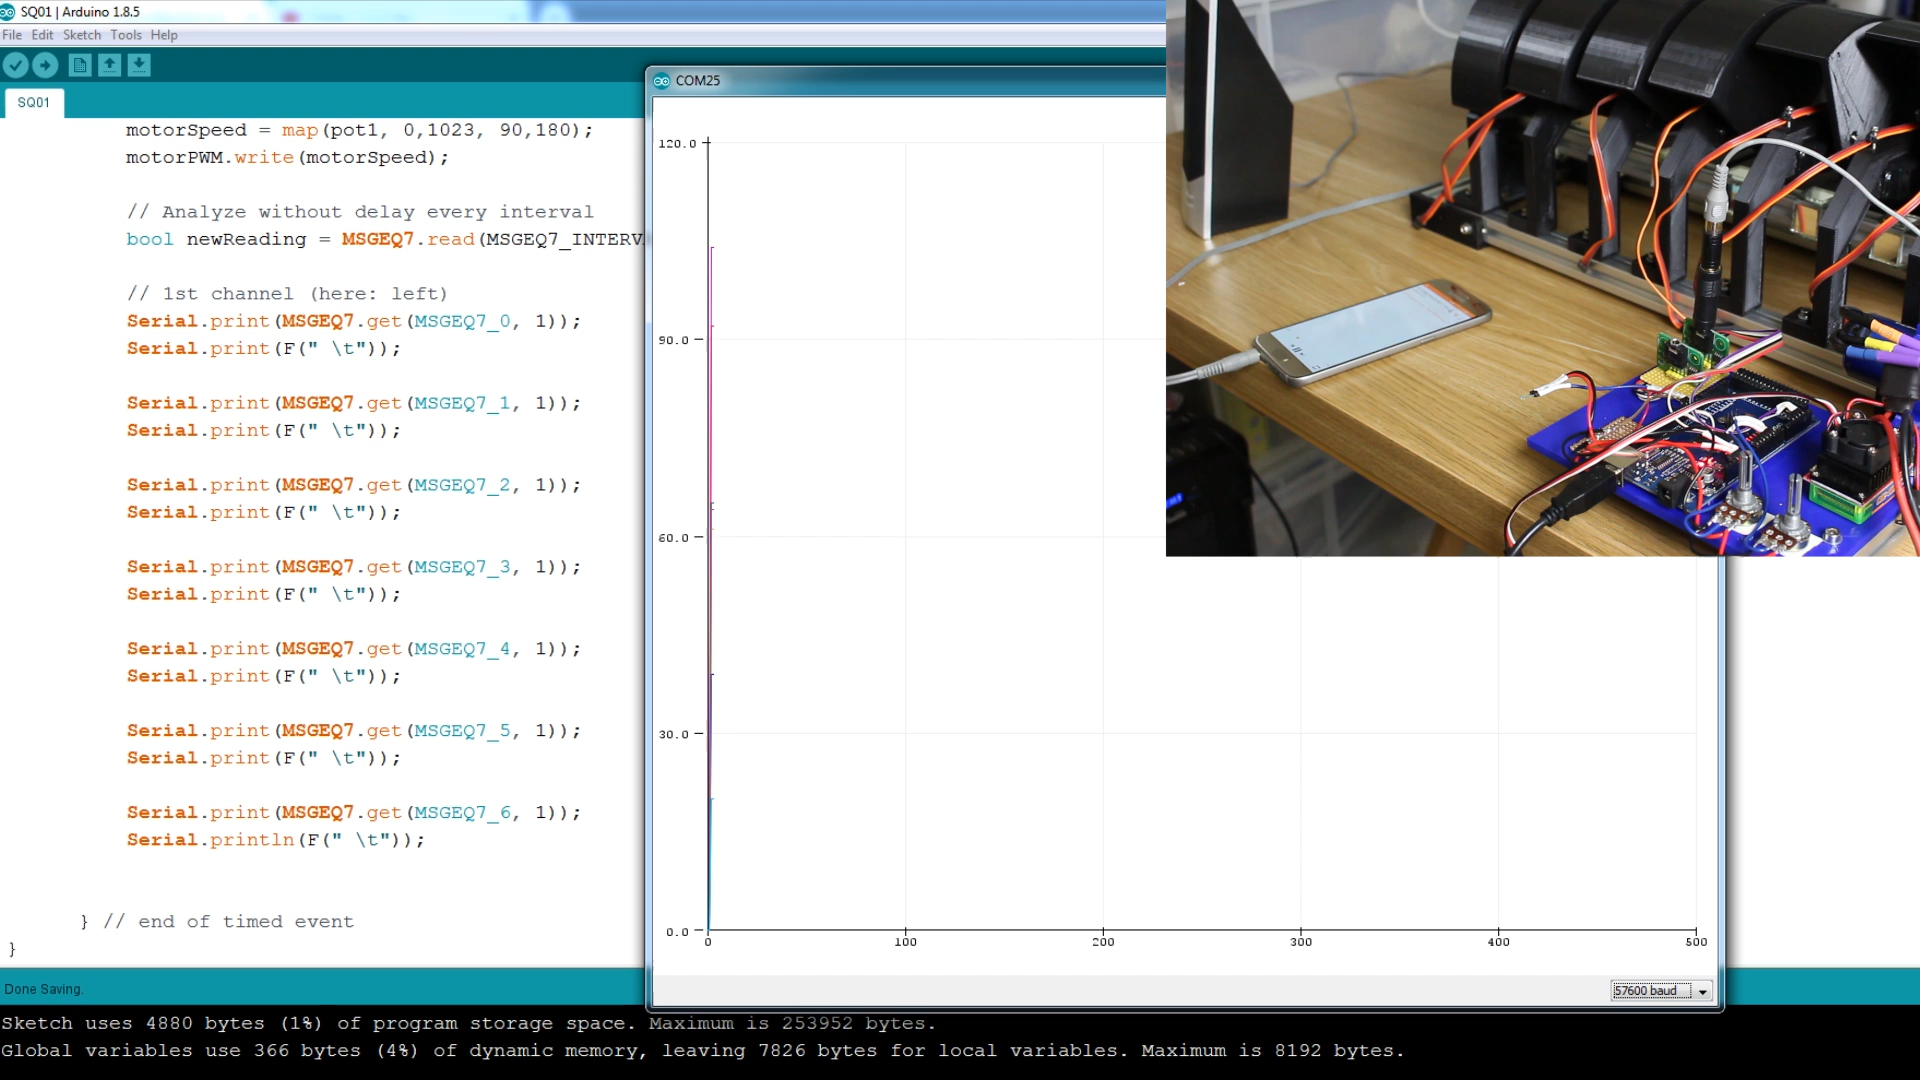 SQ01 | Arduino 1.8.5
File Edit Sketch Tools Help
SQ01
motorSpeed = map(pot1, 0,1023, 90,180);
motorPWM.write(motorSpeed);
// Analyze without delay every interval
bool newReading = MSGEQ7.read(MSGEQ7_INTERV
// 1st channel (here: left)
Serial.print(MSGEQ7.get(MSGEQ7_0, 1));
Serial.print(F(" \t"));
Serial.print(MSGEQ7.get(MSGEQ7_1, 1));
Serial.print(F(" \t"));
Serial.print(MSGEQ7.get(MSGEQ7_2, 1));
Serial.print(F(" \t"));
Serial.print(MSGEQ7.get(MSGEQ7_3, 1));
Serial.print(F(" \t"));
Serial.print(MSGEQ7.get(MSGEQ7_4, 1));
Serial.print(F(" \t"));
Serial.print(MSGEQ7.get(MSGEQ7_5, 1));
Serial.print(F(" \t"));
Serial.print(MSGEQ7.get(MSGEQ7_6, 1));
Serial.println(F(" \t"));
} // end of timed event
}
COM25
120.0
90.0
60.0
30.0
0.0
0 100 200 300 400 500
57600 baud
Done Saving.
Sketch uses 4880 bytes (1%) of program storage space. Maximum is 253952 bytes.
Global variables use 366 bytes (4%) of dynamic memory, leaving 7826 bytes for local variables. Maximum is 8192 bytes.